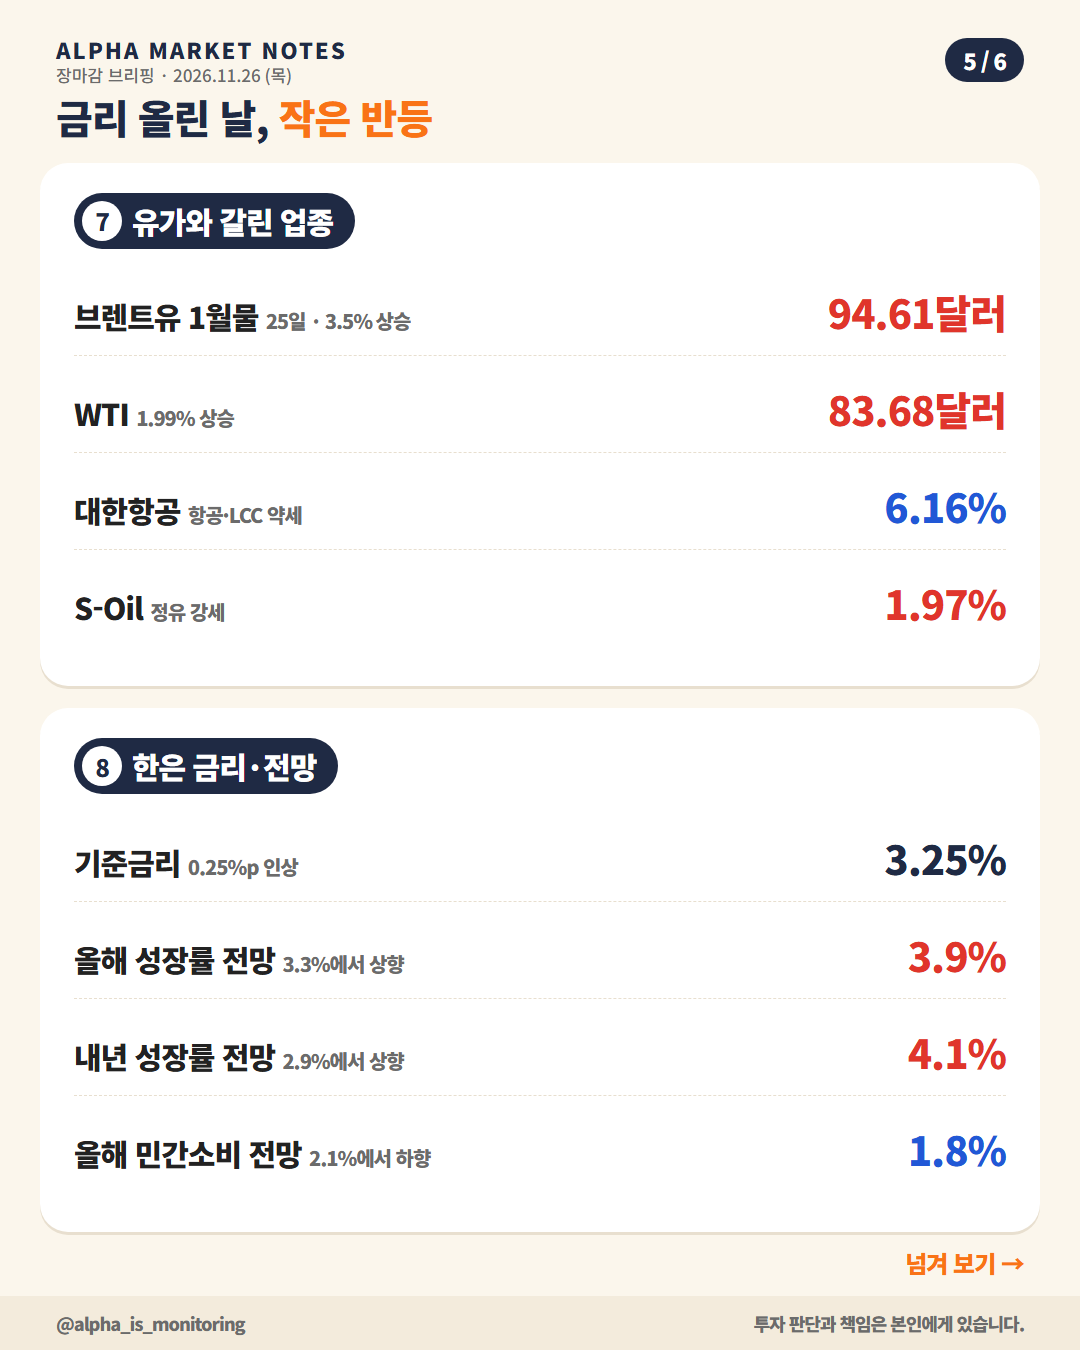 ALPHA MARKET NOTES
장마감 브리핑 · 2026.11.26 (목)
5 / 6
금리 올린 날, 작은 반등
7 유가와 갈린 업종
브렌트유 1월물 25일 · 3.5% 상승 94.61달러
WTI 1.99% 상승 83.68달러
대한항공 항공·LCC 약세 6.16%
S-Oil 정유 강세 1.97%
8 한은 금리·전망
기준금리 0.25%p 인상 3.25%
올해 성장률 전망 3.3%에서 상향 3.9%
내년 성장률 전망 2.9%에서 상향 4.1%
올해 민간소비 전망 2.1%에서 하향 1.8%
넘겨 보기 →
@alpha_is_monitoring 투자 판단과 책임은 본인에게 있습니다.